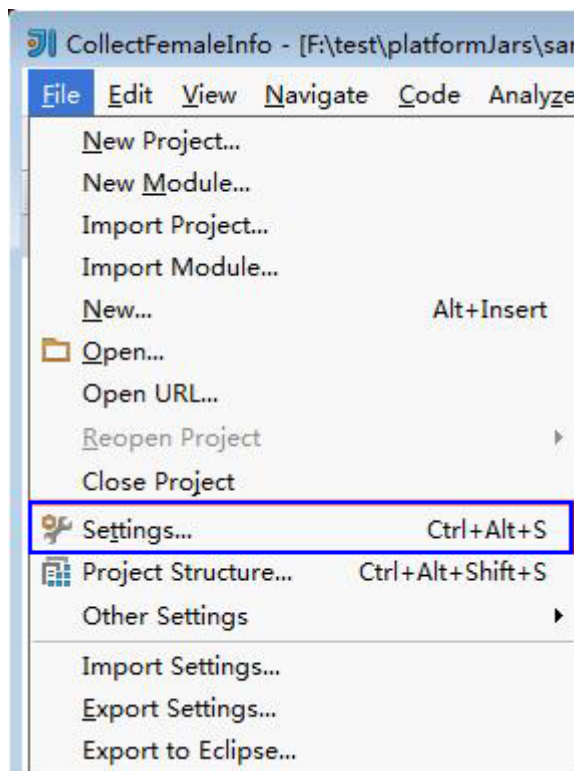 CollectFemaleInfo - [F:\test\platformJars\sar
File Edit View Navigate Code Analyze
New Project...
New Module...
Import Project...
Import Module...
New... Alt+Insert
Open...
Open URL...
Reopen Project
Close Project
Settings... Ctrl+Alt+S
Project Structure... Ctrl+Alt+Shift+S
Other Settings
Import Settings...
Export Settings...
Export to Eclipse...